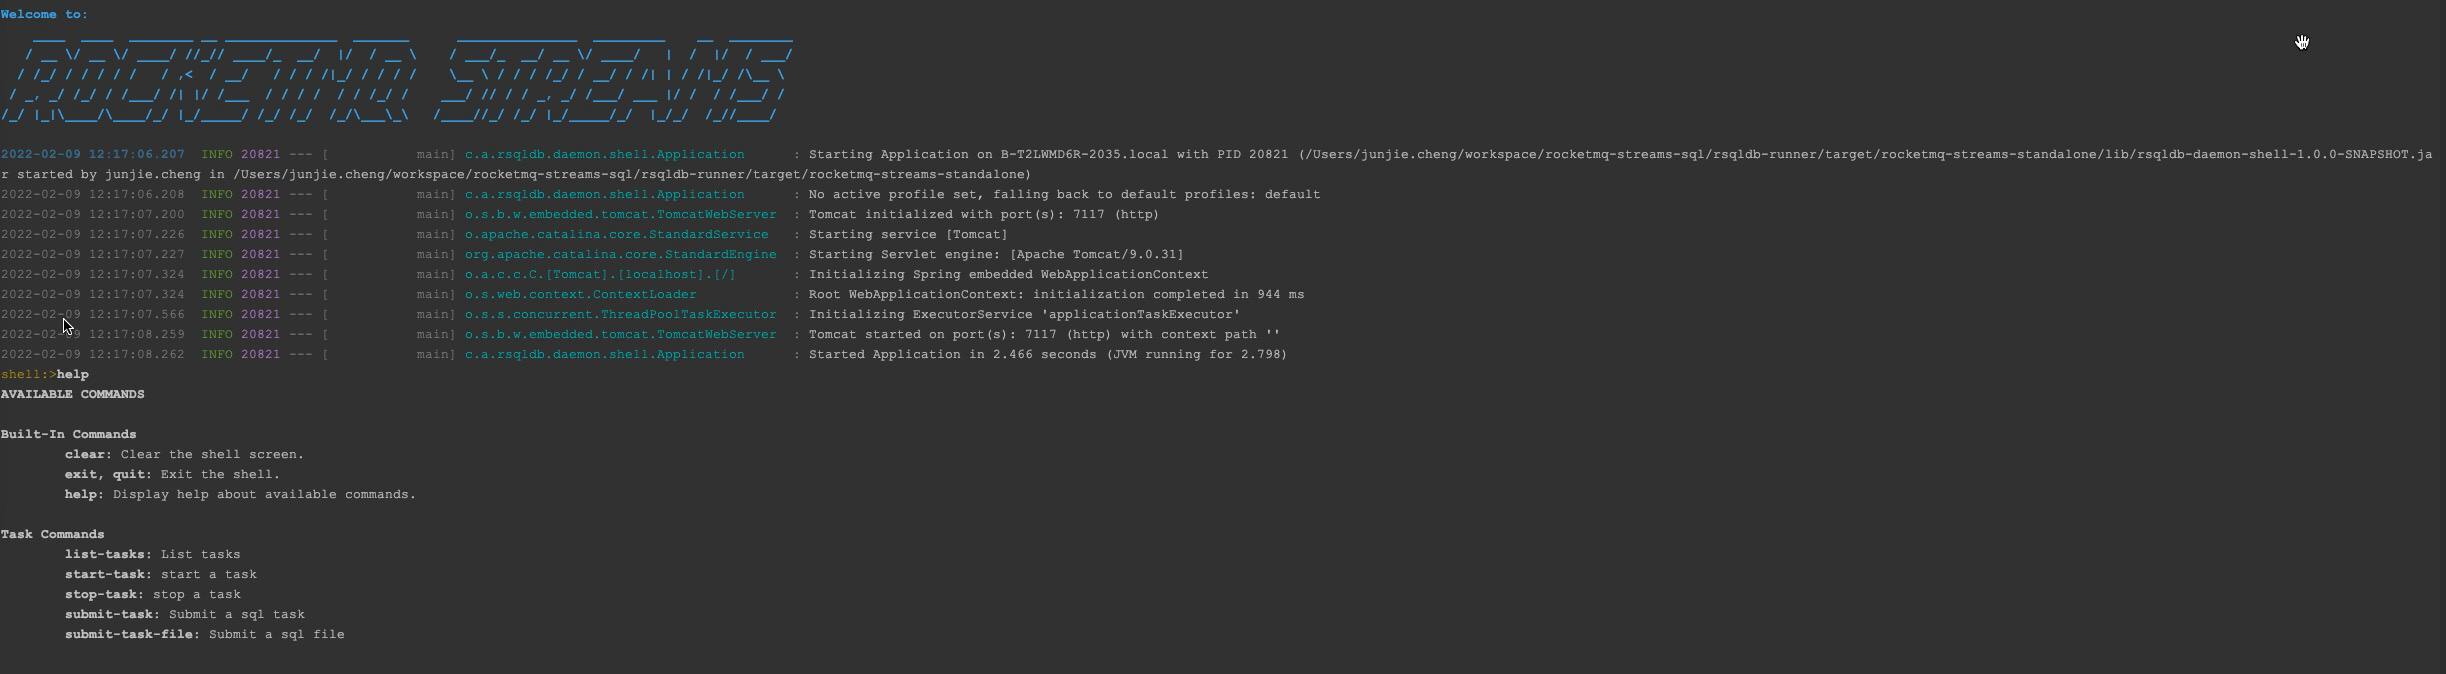 Welcome to:
ROCKETMQ STREAMS
2022-02-09 12:17:06.207  INFO 20821 --- [           main] c.a.rsqldb.daemon.shell.Application      : Starting Application on B-T2LWMD6R-2035.local with PID 20821 (/Users/junjie.cheng/workspace/rocketmq-streams-sql/rsqldb-runner/target/rocketmq-streams-standalone/lib/rsqldb-daemon-shell-1.0.0-SNAPSHOT.ja
r started by junjie.cheng in /Users/junjie.cheng/workspace/rocketmq-streams-sql/rsqldb-runner/target/rocketmq-streams-standalone)
2022-02-09 12:17:06.208  INFO 20821 --- [           main] c.a.rsqldb.daemon.shell.Application      : No active profile set, falling back to default profiles: default
2022-02-09 12:17:07.200  INFO 20821 --- [           main] o.s.b.w.embedded.tomcat.TomcatWebServer  : Tomcat initialized with port(s): 7117 (http)
2022-02-09 12:17:07.226  INFO 20821 --- [           main] o.apache.catalina.core.StandardService   : Starting service [Tomcat]
2022-02-09 12:17:07.227  INFO 20821 --- [           main] org.apache.catalina.core.StandardEngine  : Starting Servlet engine: [Apache Tomcat/9.0.31]
2022-02-09 12:17:07.324  INFO 20821 --- [           main] o.a.c.c.C.[Tomcat].[localhost].[/]       : Initializing Spring embedded WebApplicationContext
2022-02-09 12:17:07.324  INFO 20821 --- [           main] o.s.web.context.ContextLoader            : Root WebApplicationContext: initialization completed in 944 ms
2022-02-09 12:17:07.566  INFO 20821 --- [           main] o.s.s.concurrent.ThreadPoolTaskExecutor  : Initializing ExecutorService 'applicationTaskExecutor'
2022-02-09 12:17:08.259  INFO 20821 --- [           main] o.s.b.w.embedded.tomcat.TomcatWebServer  : Tomcat started on port(s): 7117 (http) with context path ''
2022-02-09 12:17:08.262  INFO 20821 --- [           main] c.a.rsqldb.daemon.shell.Application      : Started Application in 2.466 seconds (JVM running for 2.798)
shell:>help
AVAILABLE COMMANDS
Built-In Commands
clear: Clear the shell screen.
exit, quit: Exit the shell.
help: Display help about available commands.
Task Commands
list-tasks: List tasks
start-task: start a task
stop-task: stop a task
submit-task: Submit a sql task
submit-task-file: Submit a sql file